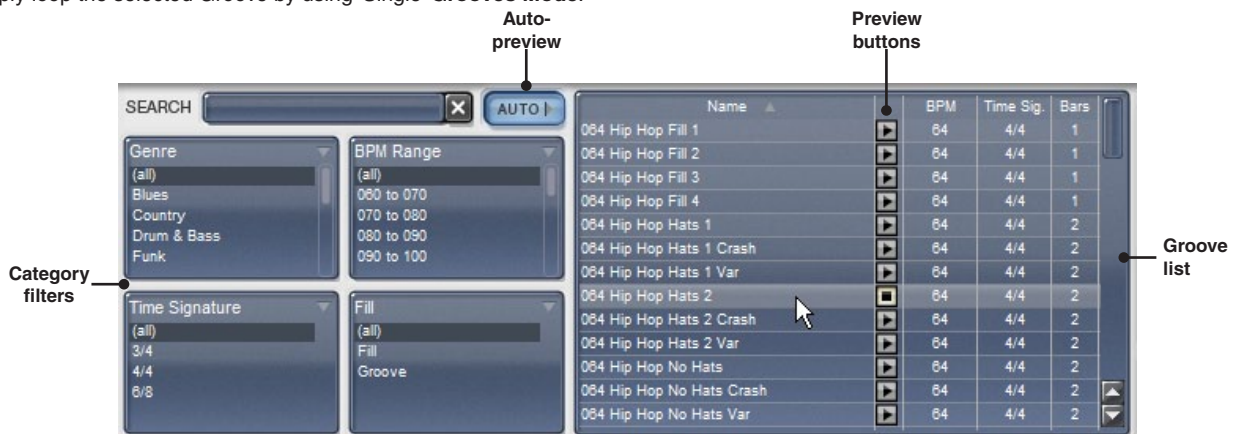 ply loop the selected Groove by using 'Single' Grooves Mode.
Auto-
preview
Preview
buttons
SEARCH
AUTO
Genre
(all)
Blues
Country
Drum & Bass
Funk
BPM Range
(all)
060 to 070
070 to 080
080 to 090
090 to 100
Time Signature
(all)
3/4
4/4
6/8
Fill
(all)
Fill
Groove
Category
filters
Name BPM Time Sig. Bars
064 Hip Hop Fill 1 64 4/4 1
064 Hip Hop Fill 2 64 4/4 1
064 Hip Hop Fill 3 64 4/4 1
064 Hip Hop Fill 4 64 4/4 1
064 Hip Hop Hats 1 64 4/4 2
064 Hip Hop Hats 1 Crash 64 4/4 2
064 Hip Hop Hats 1 Var 64 4/4 2
064 Hip Hop Hats 2 64 4/4 2
064 Hip Hop Hats 2 Crash 64 4/4 2
064 Hip Hop Hats 2 Var 64 4/4 2
064 Hip Hop No Hats 64 4/4 2
064 Hip Hop No Hats Crash 64 4/4 2
064 Hip Hop No Hats Var 64 4/4 2
Groove
list